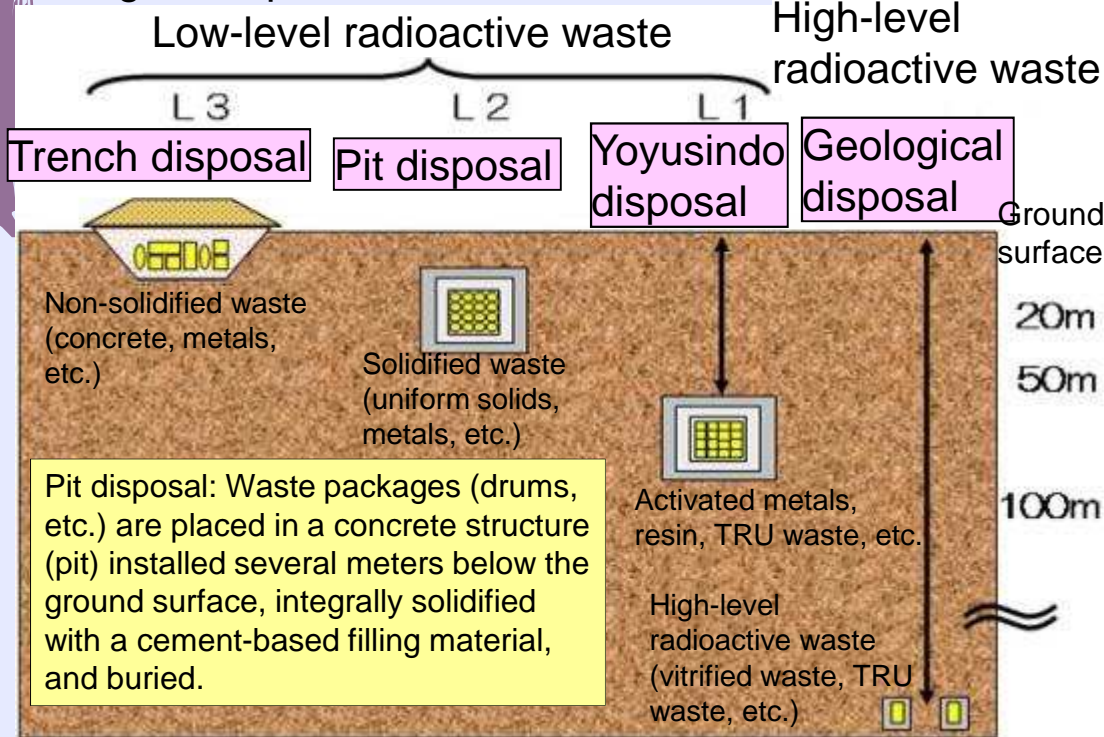 Low-level radioactive waste
High-level
radioactive waste
L 3
L 2
L 1
Trench disposal
Pit disposal
Yoyusindo
disposal
Geological
disposal
Ground
surface
Non-solidified waste
(concrete, metals,
etc.)
Solidified waste
(uniform solids,
metals, etc.)
20m
50m
100m
Activated metals,
resin, TRU waste, etc.
Pit disposal: Waste packages (drums,
etc.) are placed in a concrete structure
(pit) installed several meters below the
ground surface, integrally solidified
with a cement-based filling material,
and buried.
High-level
radioactive waste
(vitrified waste, TRU
waste, etc.)